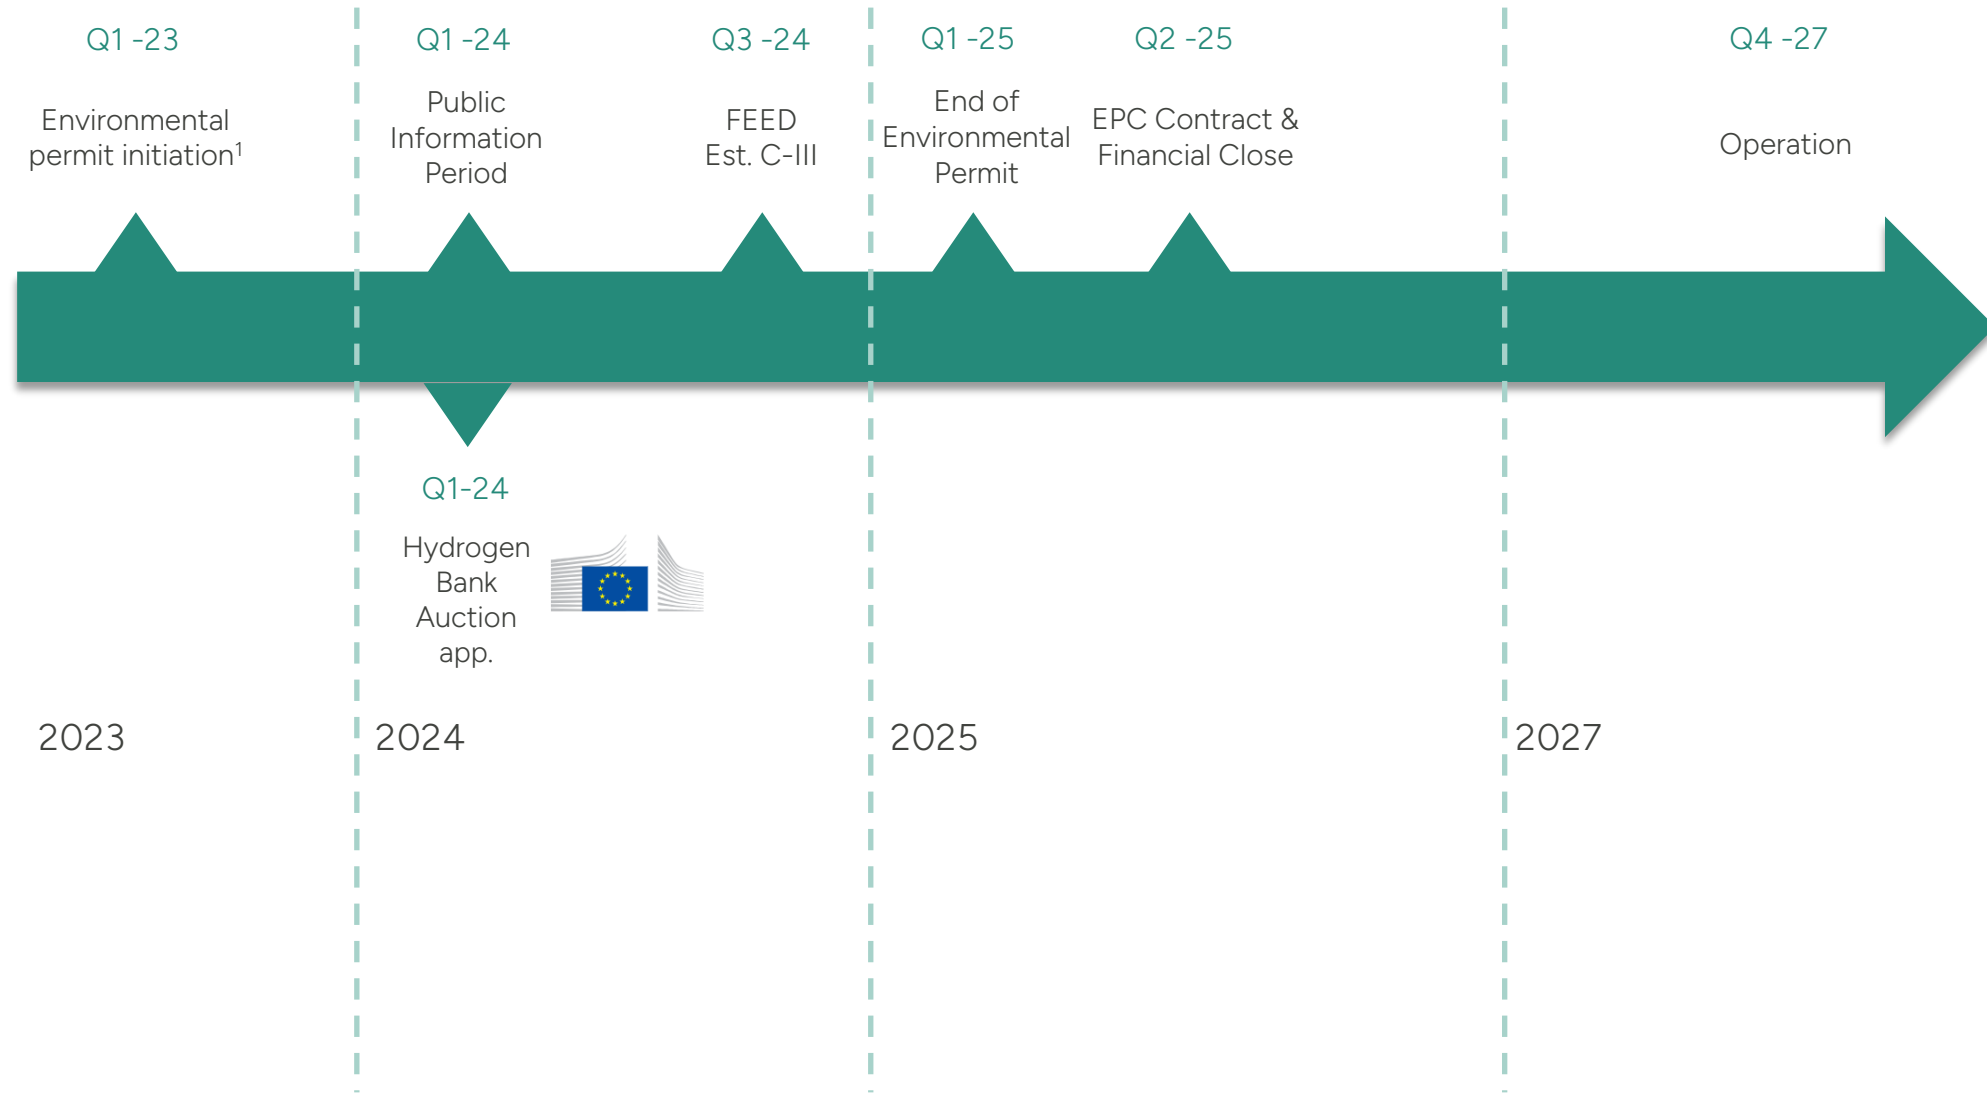 Q1 -23
Environmental
permit initiation¹
Q1 -24
Public
Information
Period
Q3 -24
FEED
Est. C-III
Q1 -25
End of
Environmental
Permit
Q2 -25
EPC Contract &
Financial Close
Q4 -27
Operation
Q1-24
Hydrogen
Bank
Auction
app.
2023
2024
2025
2027